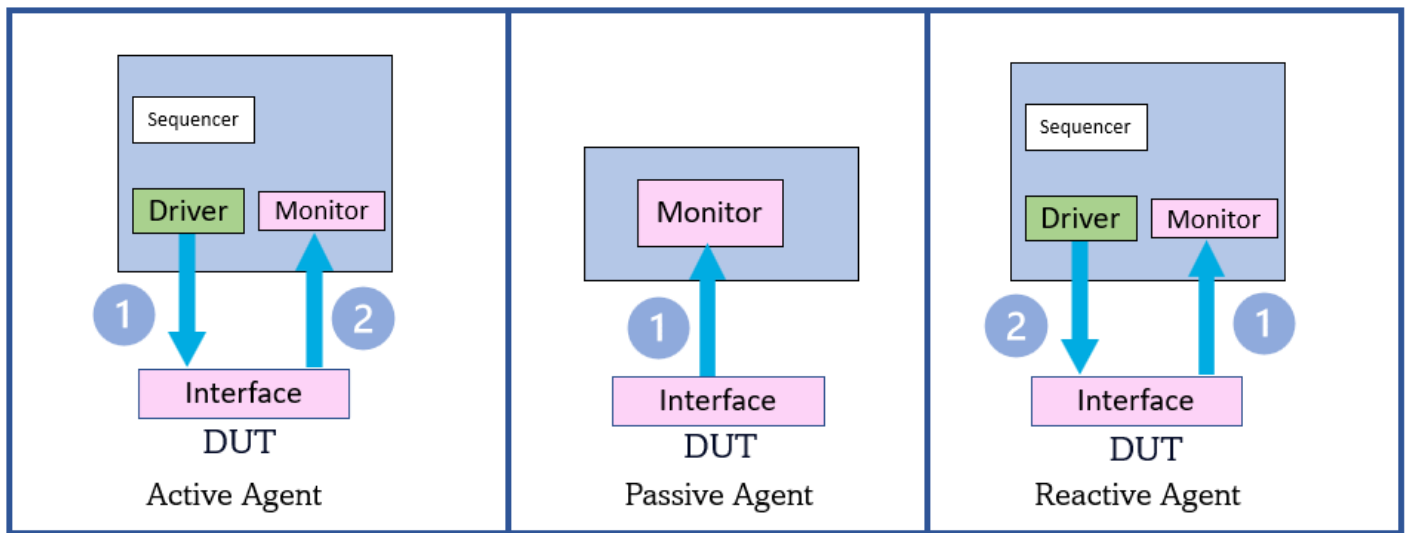 Sequencer
Driver
Monitor
1
2
Interface
DUT
Active Agent
Monitor
1
Interface
DUT
Passive Agent
Sequencer
Driver
Monitor
2
1
Interface
DUT
Reactive Agent